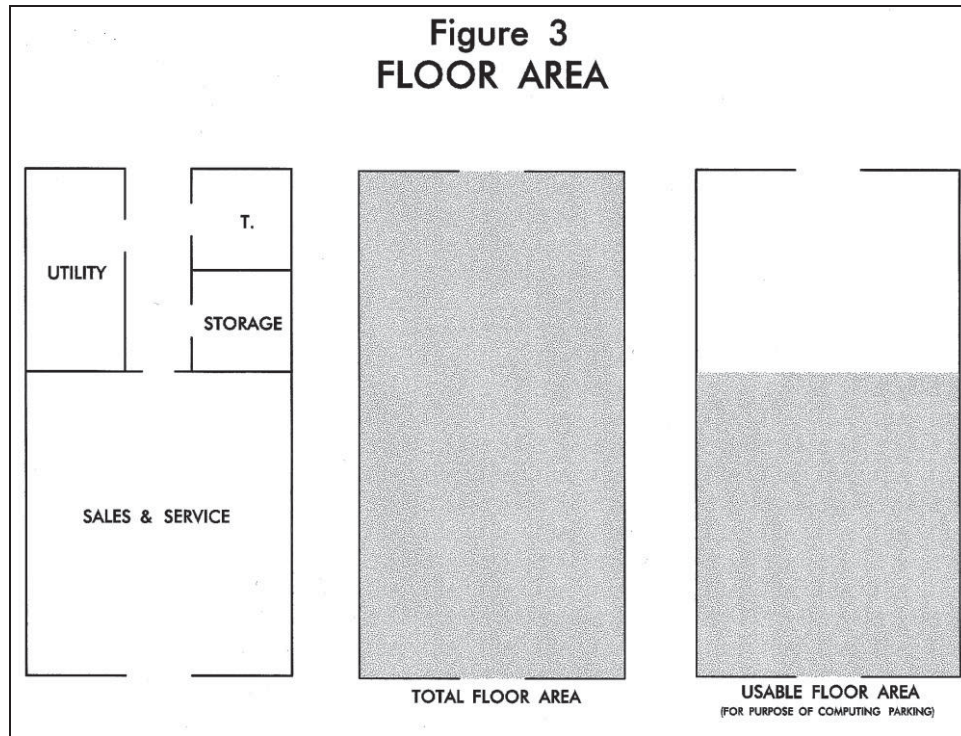 Figure 3
FLOOR AREA
T.
UTILITY
STORAGE
SALES & SERVICE
TOTAL FLOOR AREA
USABLE FLOOR AREA
(FOR PURPOSE OF COMPUTING PARKING)